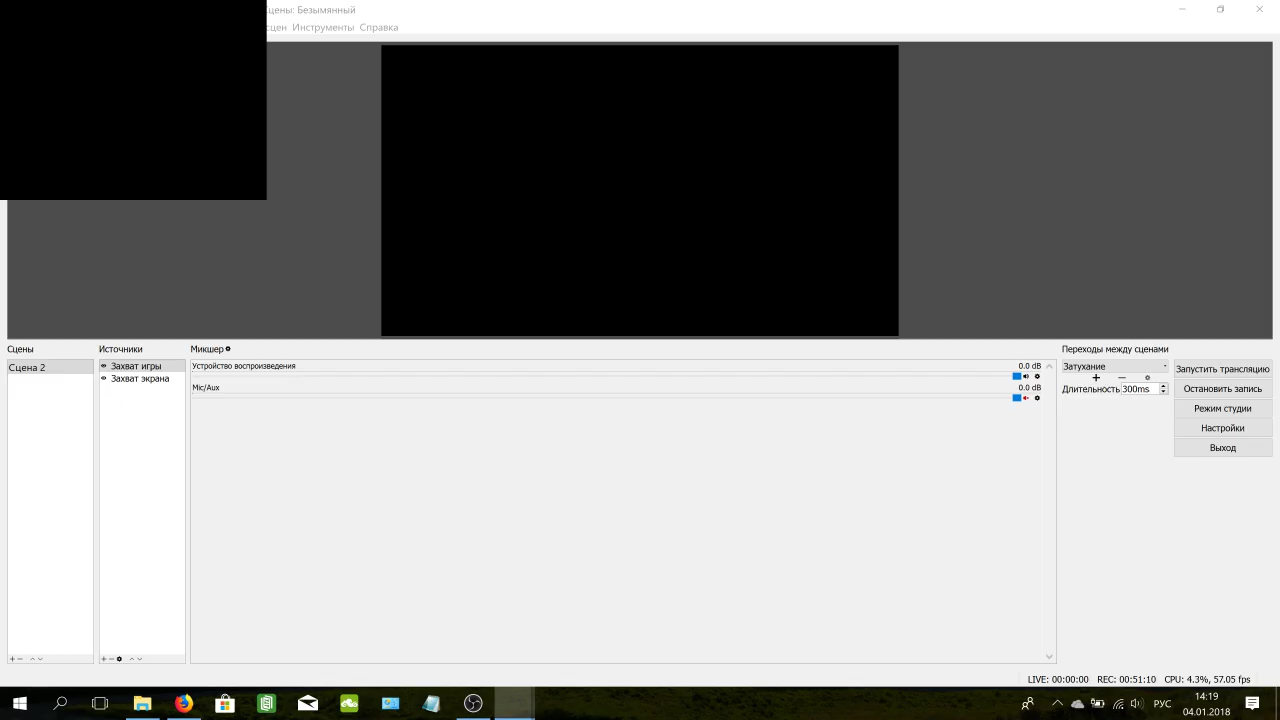 Сцены: Безымянный
сцен Инструменты Справка
Сцены
Источники
Микшер
Переходы между сценами
Сцена 2
Захват игры
Захват экрана
Устройство воспроизведения
0.0 dB
Mic/Aux
0.0 dB
Затухание
Длительность 300ms
Запустить трансляцию
Остановить запись
Режим студии
Настройки
Выход
LIVE: 00:00:00 REC: 00:51:10 CPU: 4.3%, 57.05 fps
РУС
14:19
04.01.2018